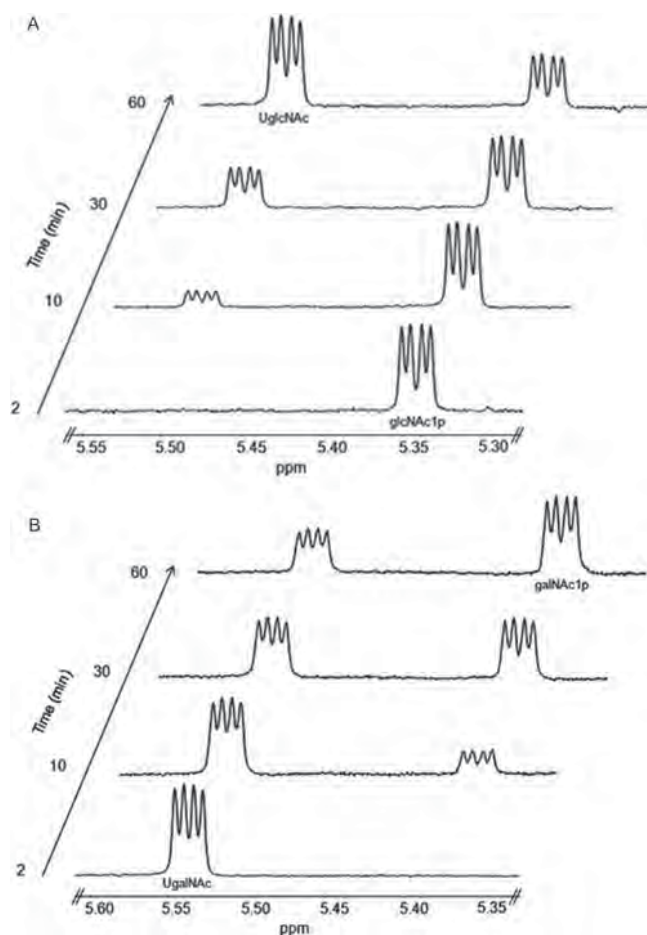 A
60
UglcNAc
30
Time (min)
10
2
glcNAc1p
5.55 5.50 5.45 5.40 5.35 5.30
ppm
B
60
galNAc1p
30
Time (min)
10
2
UgalNAc
5.60 5.55 5.50 5.45 5.40 5.35
ppm